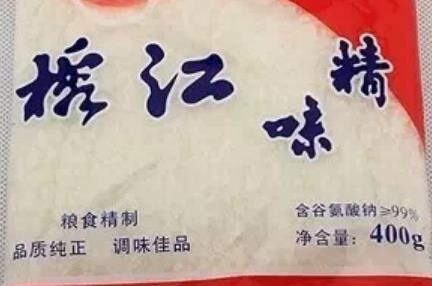 榕江
味精
粮食精制
品质纯正 调味佳品
含谷氨酸钠≥99%
净含量：400g